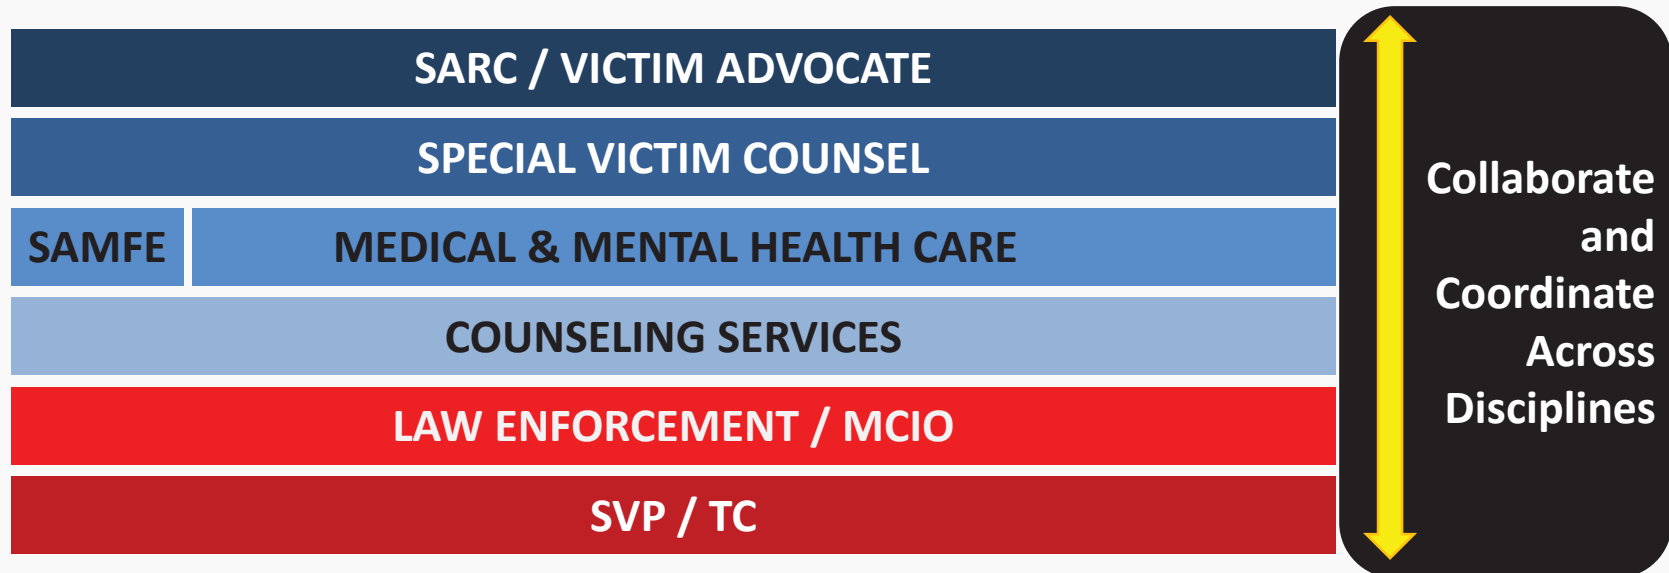 SARC / VICTIM ADVOCATE
SPECIAL VICTIM COUNSEL
SAMFE
MEDICAL & MENTAL HEALTH CARE
COUNSELING SERVICES
LAW ENFORCEMENT / MCIO
SVP / TC
Collaborate
and
Coordinate
Across
Disciplines